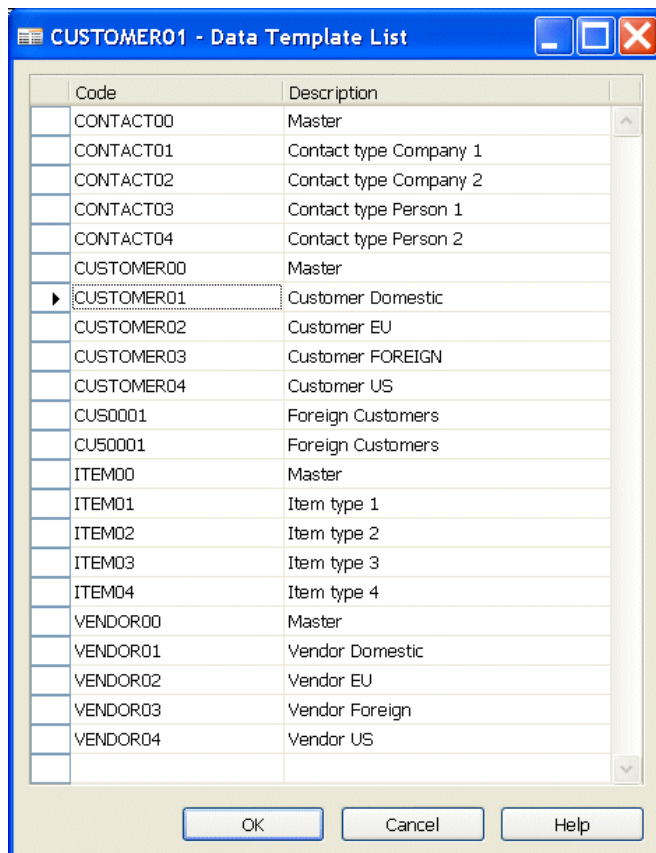 CUSTOMER01 - Data Template List
Code Description
CONTACT00 Master
CONTACT01 Contact type Company 1
CONTACT02 Contact type Company 2
CONTACT03 Contact type Person 1
CONTACT04 Contact type Person 2
CUSTOMER00 Master
CUSTOMER01 Customer Domestic
CUSTOMER02 Customer EU
CUSTOMER03 Customer FOREIGN
CUSTOMER04 Customer US
CUS0001 Foreign Customers
CU50001 Foreign Customers
ITEM00 Master
ITEM01 Item type 1
ITEM02 Item type 2
ITEM03 Item type 3
ITEM04 Item type 4
VENDOR00 Master
VENDOR01 Vendor Domestic
VENDOR02 Vendor EU
VENDOR03 Vendor Foreign
VENDOR04 Vendor US
OK Cancel Help